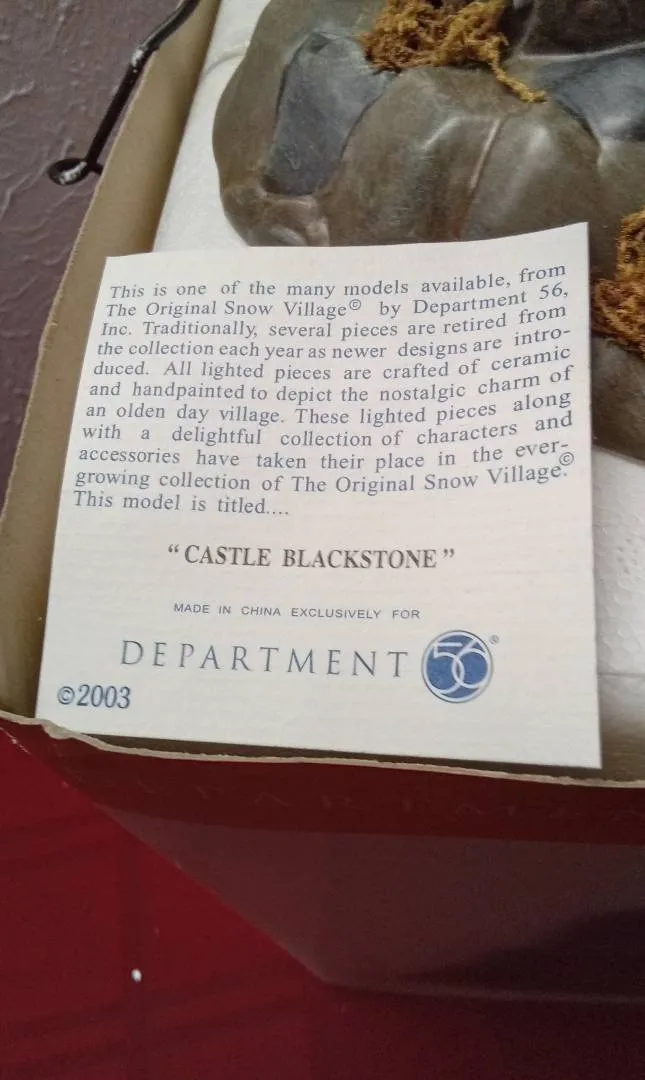 This is one of the many models available, from
The Original Snow Village© by Department 56,
Inc. Traditionally, several pieces are retired from
the collection each year as newer designs are intro-
duced. All lighted pieces are crafted of ceramic
and handpainted to depict the nostalgic charm of
an olden day village. These lighted pieces along
with a delightful collection of characters and
accessories have taken their place in the ever-
growing collection of The Original Snow Village.©
This model is titled....
“CASTLE BLACKSTONE”
MADE IN CHINA EXCLUSIVELY FOR
DEPARTMENT 56®
©2003